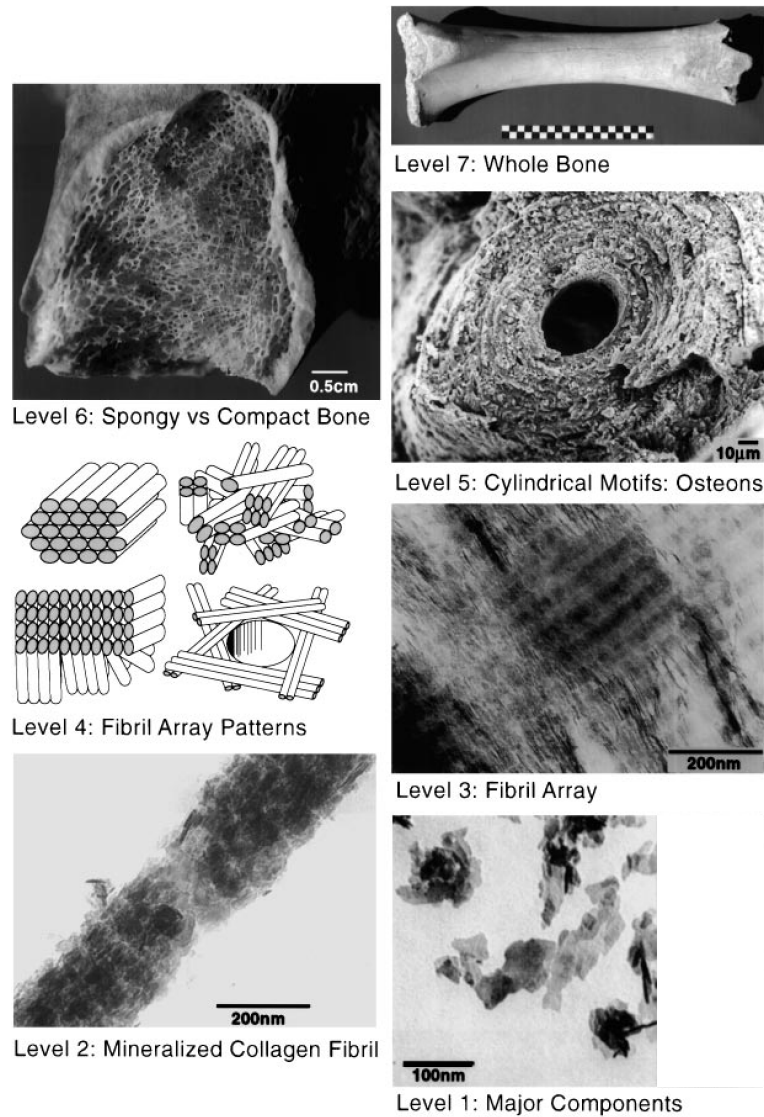 Level 7: Whole Bone
0.5cm
Level 6: Spongy vs Compact Bone
10µm
Level 5: Cylindrical Motifs: Osteons
Level 4: Fibril Array Patterns
200nm
Level 3: Fibril Array
200nm
Level 2: Mineralized Collagen Fibril
100nm
Level 1: Major Components